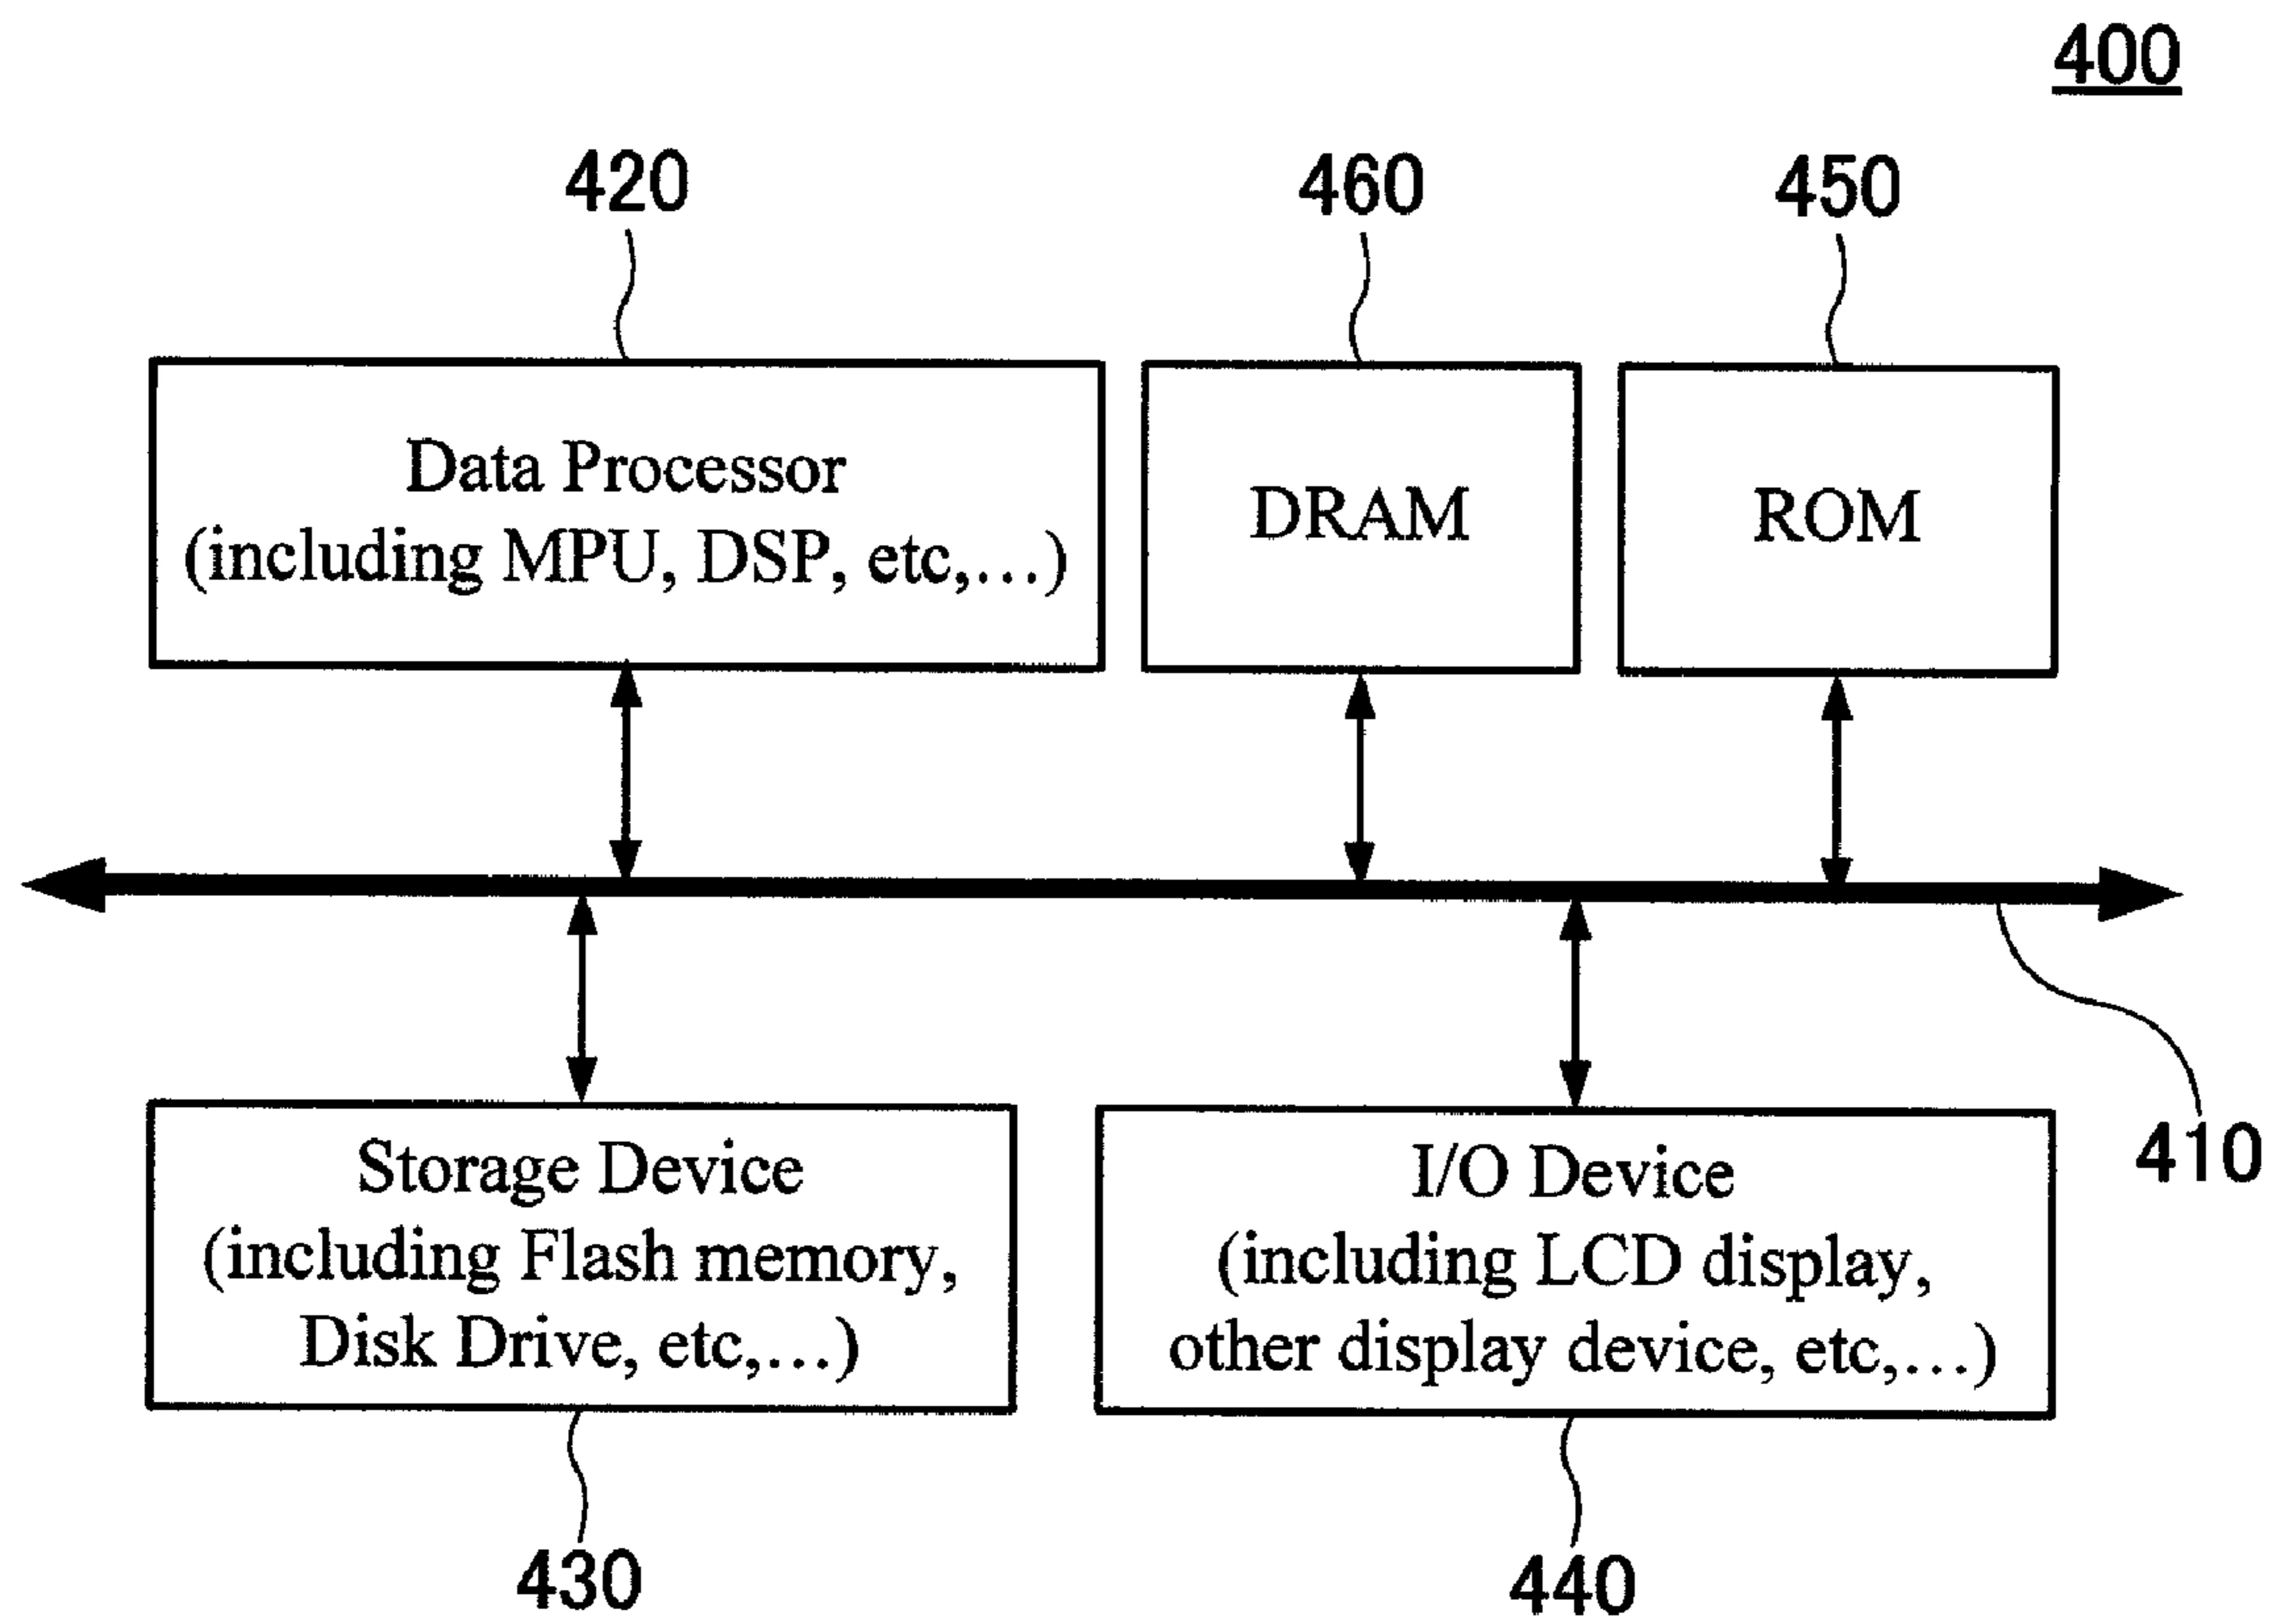 400
420
460
450
Data Processor
(including MPU, DSP, etc,...)
DRAM
ROM
Storage Device
(including Flash memory,
Disk Drive, etc,...)
I/O Device
(including LCD display,
other display device, etc,...)
410
430
440